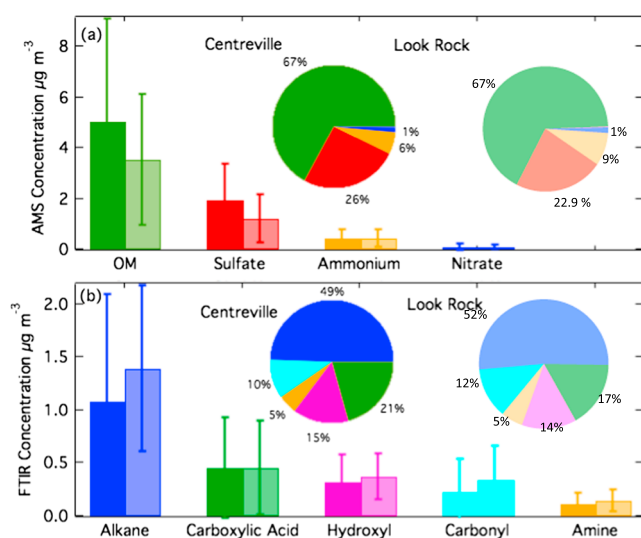 (a)
Centreville
Look Rock
67%
67%
1%
6%
26%
1%
9%
22.9 %
AMS Concentration µg m-3
8
6
4
2
0
OM
Sulfate
Ammonium
Nitrate
(b)
49%
Centreville
Look Rock
52%
10%
5%
15%
21%
12%
5%
14%
17%
FTIR Concentration µg m-3
2.0
1.5
1.0
0.5
0.0
Alkane
Carboxylic Acid
Hydroxyl
Carbonyl
Amine